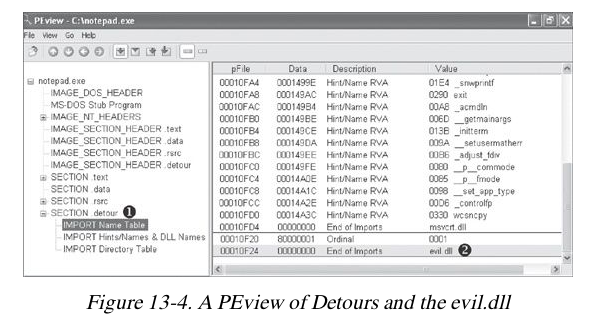 PEview - C:\notepad.exe
File View Go Help
notepad.exe
IMAGE_DOS_HEADER
MS-DOS Stub Program
IMAGE_NT_HEADERS
IMAGE_SECTION_HEADER .text
IMAGE_SECTION_HEADER .data
IMAGE_SECTION_HEADER .rsrc
IMAGE_SECTION_HEADER .detour
SECTION .text
SECTION .data
SECTION .rsrc
SECTION .detour ❶
IMPORT Name Table
IMPORT Hints/Names & DLL Names
IMPORT Directory Table
pFile Data Description Value
00010FA4 0001499E Hint/Name RVA 01E4 _snwprintf
00010FA8 000149AC Hint/Name RVA 0290 exit
00010FAC 000149B4 Hint/Name RVA 00A8 _acmdln
00010FB0 000149BE Hint/Name RVA 006D __getmainargs
00010FB4 000149CE Hint/Name RVA 013B _initterm
00010FB8 000149DA Hint/Name RVA 009A __setusermatherr
00010FBC 000149EE Hint/Name RVA 00B6 _adjust_fdiv
00010FC0 000149FE Hint/Name RVA 0080 __p__commode
00010FC4 00014A0E Hint/Name RVA 0085 __p__fmode
00010FC8 00014A1C Hint/Name RVA 0098 __set_app_type
00010FCC 00014A2E Hint/Name RVA 00D6 _controlfp
00010FD0 00014A3C Hint/Name RVA 0330 wcsncpy
00010FD4 00000000 End of Imports msvcrt.dll
00010F20 80000001 Ordinal 0001
00010F24 00000000 End of Imports evil.dll ❷
Figure 13-4. A PEview of Detours and the evil.dll